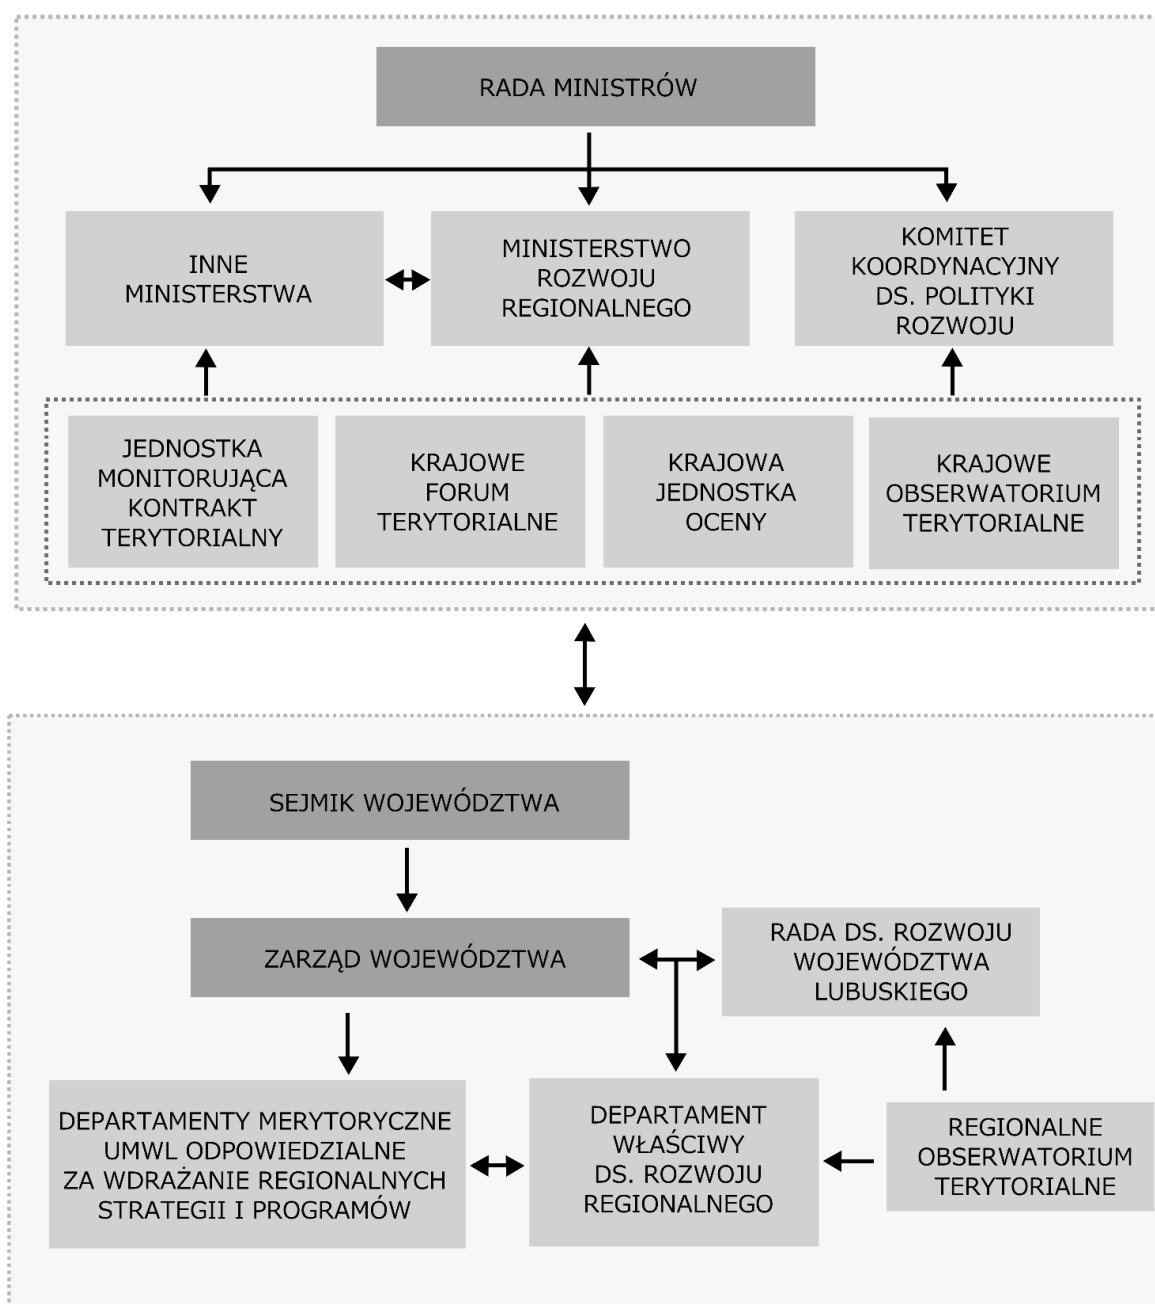 RADA MINISTRÓW
INNE
MINISTERSTWA
MINISTERSTWO
ROZWOJU
REGIONALNEGO
KOMITET
KOORDYNACYJNY
DS. POLITYKI
ROZWOJU
JEDNOSTKA
MONITORUJĄCA
KONTRAKT
TERYTORIALNY
KRAJOWE
FORUM
TERYTORIALNE
KRAJOWA
JEDNOSTKA
OCENY
KRAJOWE
OBSERWATORIUM
TERYTORIALNE
SEJMIK WOJEWÓDZTWA
ZARZĄD WOJEWÓDZTWA
RADA DS. ROZWOJU
WOJEWÓDZTWA
LUBUSKIEGO
DEPARTAMENTY MERYTORYCZNE
UMWL ODPOWIEDZIALNE
ZA WDRAŻANIE REGIONALNYCH
STRATEGII I PROGRAMÓW
DEPARTAMENT
WŁAŚCIWY
DS. ROZWOJU
REGIONALNEGO
REGIONALNE
OBSERWATORIUM
TERYTORIALNE